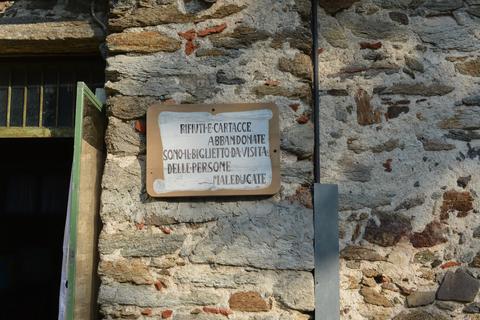 RIFIUTI·E·CARTACCE
ABBANDONATE
SONO·IL·BIGLIETTO·DA·VISITA
DELLE·PERSONE
MALEDUCATE